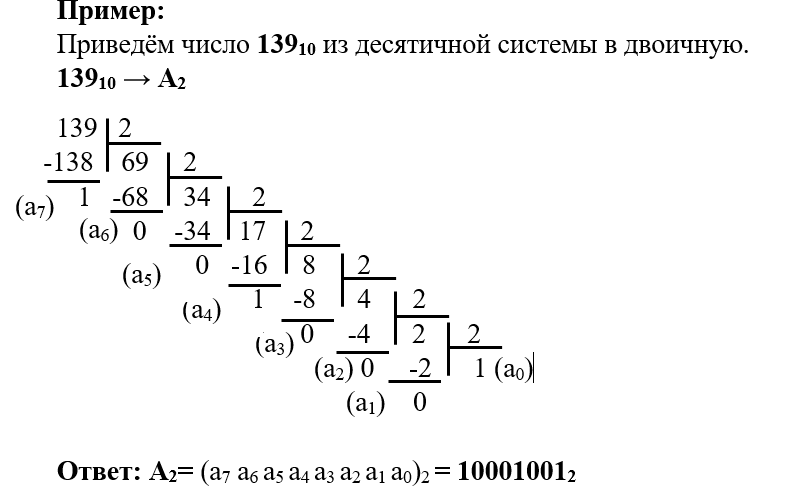 Пример:
Приведём число 139₁₀ из десятичной системы в двоичную.
139₁₀ → A₂
139 2
-138 69 2
(a₇) 1 -68 34 2
(a₆) 0 -34 17 2
(a₅) 0 -16 8 2
(a₄) 1 -8 4 2
(a₃) 0 -4 2 2
(a₂) 0 -2 1 (a₀)
(a₁) 0
Ответ: A₂= (a₇ a₆ a₅ a₄ a₃ a₂ a₁ a₀)₂ = 10001001₂